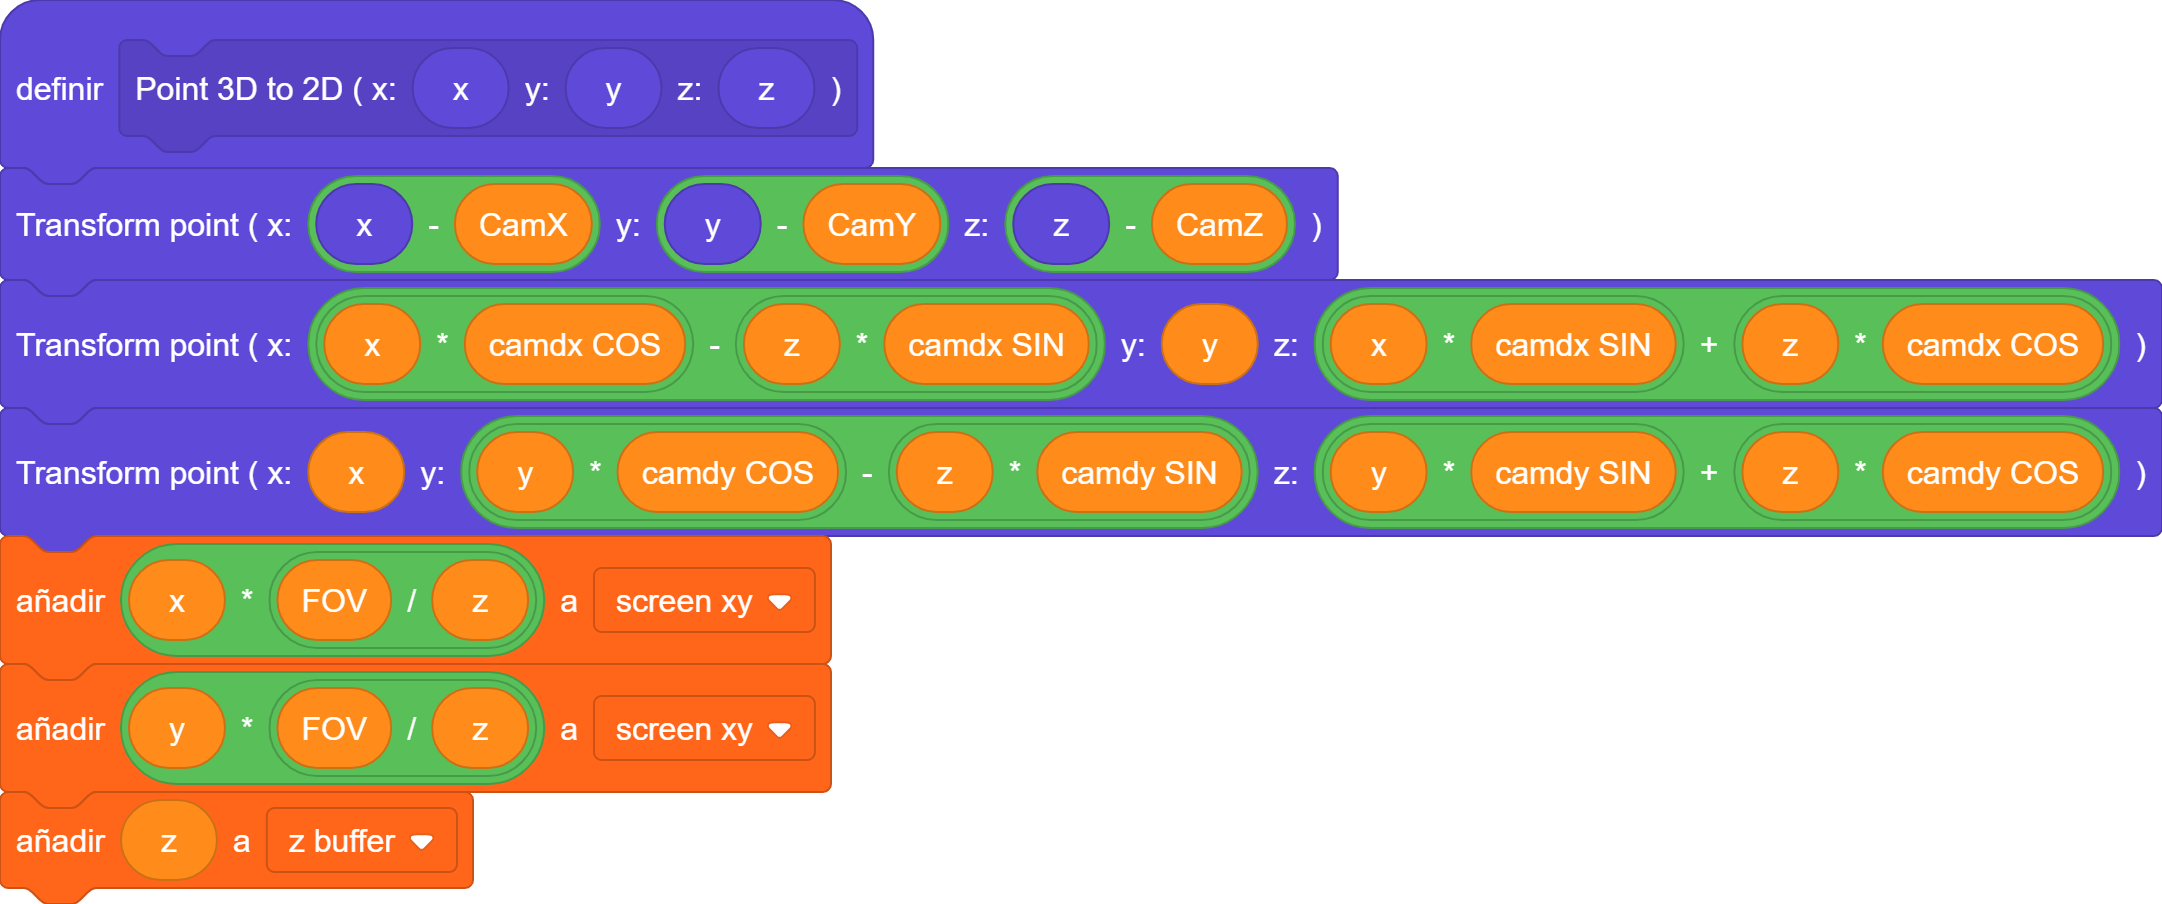 definir Point 3D to 2D ( x: x y: y z: z )
Transform point ( x: x - CamX y: y - CamY z: z - CamZ )
Transform point ( x: x * camdx COS - z * camdx SIN y: y z: x * camdx SIN + z * camdx COS )
Transform point ( x: x y: y * camdy COS - z * camdy SIN z: y * camdy SIN + z * camdy COS )
añadir x * FOV / z a screen xy
añadir y * FOV / z a screen xy
añadir z a z buffer